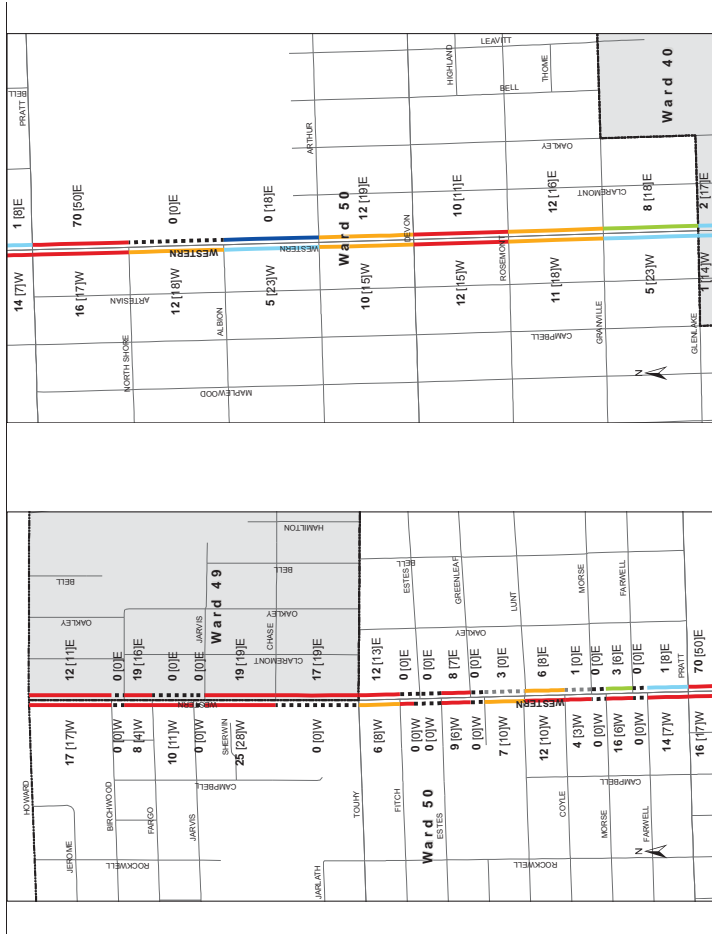 LEAVITT
HIGHLAND
THOME
BELL
BELL
PRATT
ARTHUR
OAKLEY
Ward 40
CLAREMONT
1 [8]E
70 [50]E
0 [0]E
0 [18]E
12 [19]E
10 [11]E
12 [16]E
8 [18]E
2 [17]E
Ward 50
DEVON
WESTERN
WESTERN
ROSEMONT
14 [7]W
16 [17]W
12 [18]W
5 [23]W
10 [15]W
12 [15]W
11 [18]W
5 [23]W
1 [14]W
ARTESIAN
ALBION
NORTH SHORE
CAMPBELL
GRANVILLE
GLENLAKE
MAPLEWOOD
N
HAMILTON
BELL
BELL
OAKLEY
JARVIS
Ward 49
OAKLEY
CHASE
CLAREMONT
ESTES
BELL
GREENLEAF
LUNT
MORSE
FARWELL
OAKLEY
12 [11]E
0 [0]E
19 [16]E
0 [0]E
0 [0]E
19 [19]E
17 [19]E
12 [13]E
0 [0]E
0 [0]E
8 [7]E
0 [0]E
3 [0]E
6 [8]E
1 [0]E
0 [0]E
3 [6]E
0 [0]E
1 [8]E
PRATT
70 [50]E
WESTERN
WESTERN
17 [17]W
0 [0]W
8 [4]W
10 [11]W
0 [0]W
SHERWIN
25 [28]W
0 [0]W
6 [8]W
0 [0]W
0 [0]W
9 [6]W
0 [0]W
7 [10]W
12 [10]W
4 [3]W
0 [0]W
16 [6]W
0 [0]W
14 [7]W
16 [17]W
HOWARD
JEROME
BIRCHWOOD
FARGO
JARVIS
CAMPBELL
ROCKWELL
JARLATH
TOUHY
FITCH
Ward 50
ESTES
COYLE
MORSE
FARWELL
CAMPBELL
ROCKWELL
N